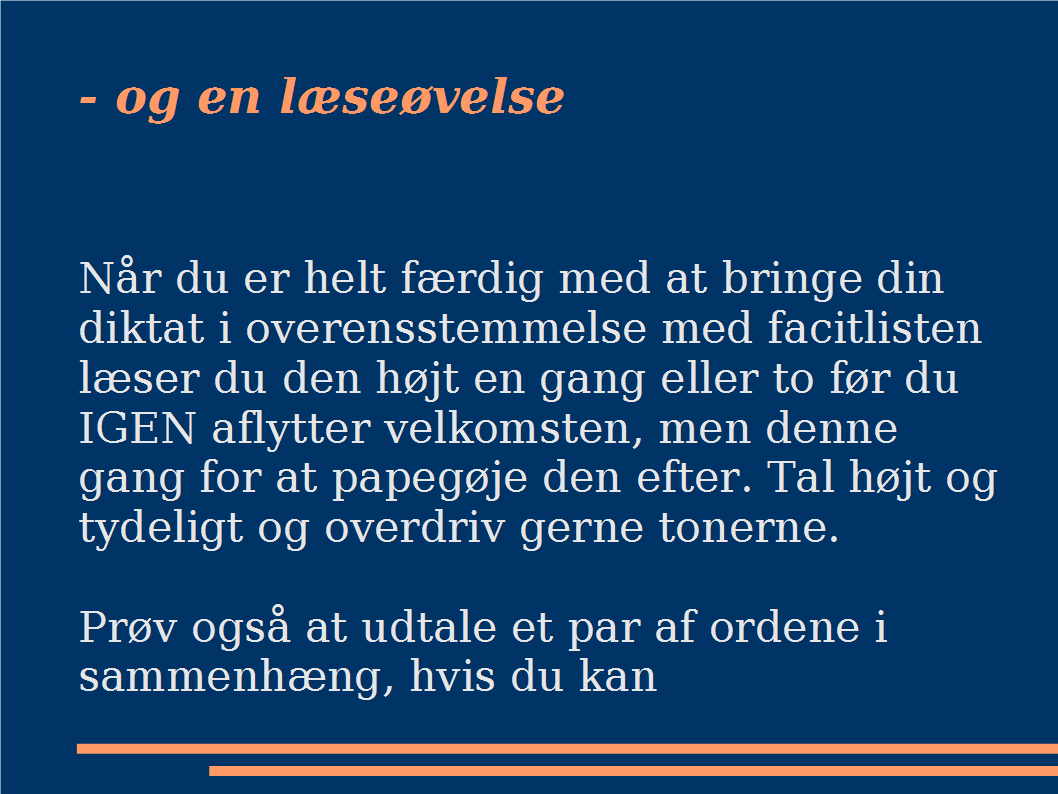 - og en læseøvelse
Når du er helt færdig med at bringe din
diktat i overensstemmelse med facitlisten
læser du den højt en gang eller to før du
IGEN aflytter velkomsten, men denne
gang for at papegøje den efter. Tal højt og
tydeligt og overdriv gerne tonerne.
Prøv også at udtale et par af ordene i
sammenhæng, hvis du kan